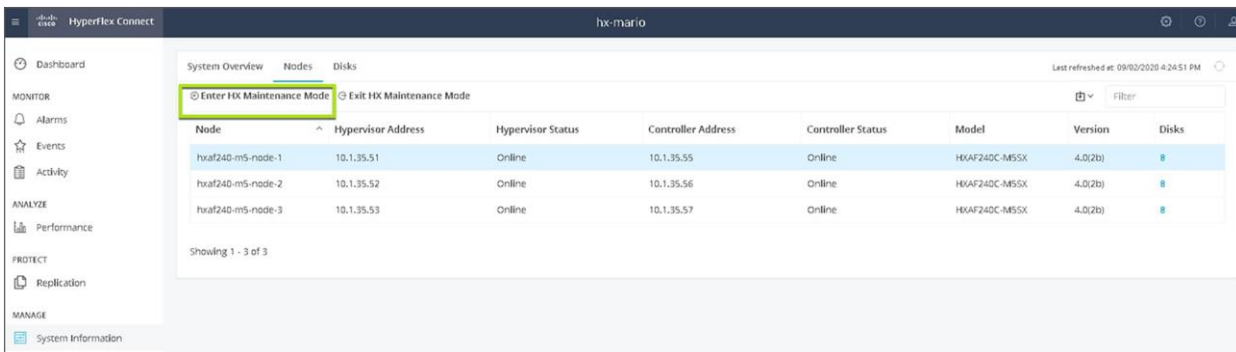 cisco HyperFlex Connect
hx-mario
Dashboard
MONITOR
Alarms
Events
Activity
ANALYZE
Performance
PROTECT
Replication
MANAGE
System Information
System Overview Nodes Disks
Last refreshed at: 09/02/2020 4:24:51 PM
Enter HX Maintenance Mode Exit HX Maintenance Mode
Filter
Node Hypervisor Address Hypervisor Status Controller Address Controller Status Model Version Disks
hxaf240-m5-node-1 10.1.35.51 Online 10.1.35.55 Online HXAF240C-M5SX 4.0(2b) 8
hxaf240-m5-node-2 10.1.35.52 Online 10.1.35.56 Online HXAF240C-M5SX 4.0(2b) 8
hxaf240-m5-node-3 10.1.35.53 Online 10.1.35.57 Online HXAF240C-M5SX 4.0(2b) 8
Showing 1 - 3 of 3